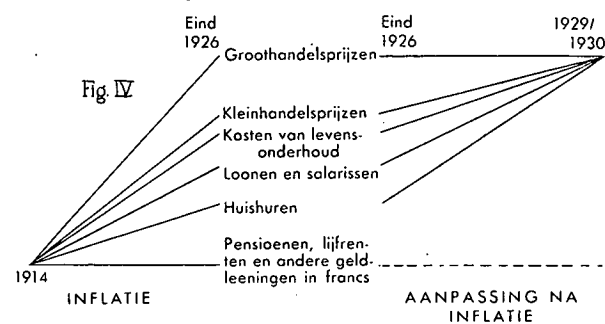 Eind
1926
Eind
1926
1929/
1930
Groothandelsprijzen
Fig. IV
Kleinhandelsprijzen
Kosten van levens-
onderhoud
Loonen en salarissen
Huishuren
Pensioenen, lijfren-
ten en andere geld-
leeningen in francs
1914
INFLATIE
AANPASSING NA
INFLATIE